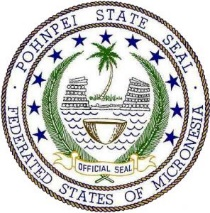 POHNPEI STATE SEAL
OFFICIAL SEAL
FEDERATED STATES OF MICRONESIA